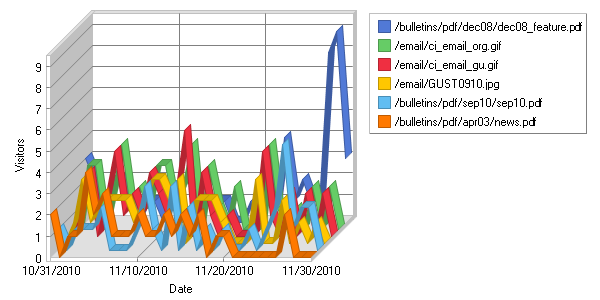 /bulletins/pdf/dec08/dec08_feature.pdf
/email/ci_email_org.gif
/email/ci_email_gu.gif
/email/GUST0910.jpg
/bulletins/pdf/sep10/sep10.pdf
/bulletins/pdf/apr03/news.pdf
Visitors
9
8
7
6
5
4
3
2
1
0
10/31/2010 11/10/2010 11/20/2010 11/30/2010
Date